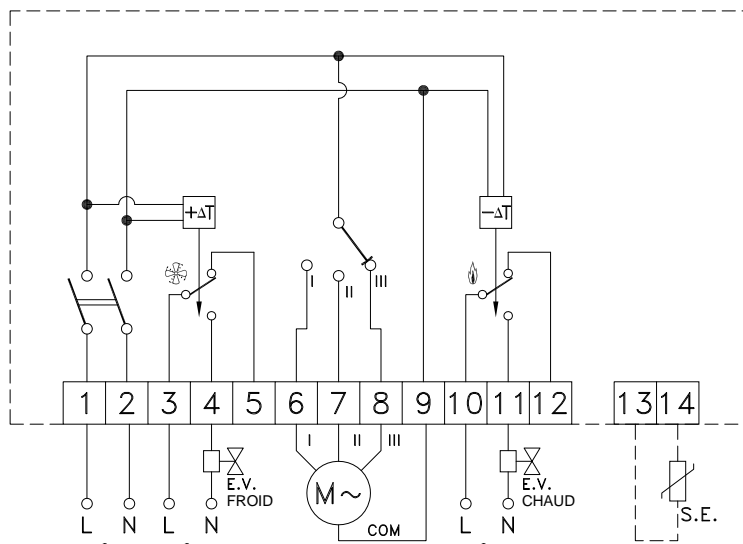 +ΔT
-ΔT
I II III
1 2 3 4 5 6 7 8 9 10 11 12 13 14
I II III
E.V.
FROID
M~
E.V.
CHAUD
S.E.
L N L N COM L N